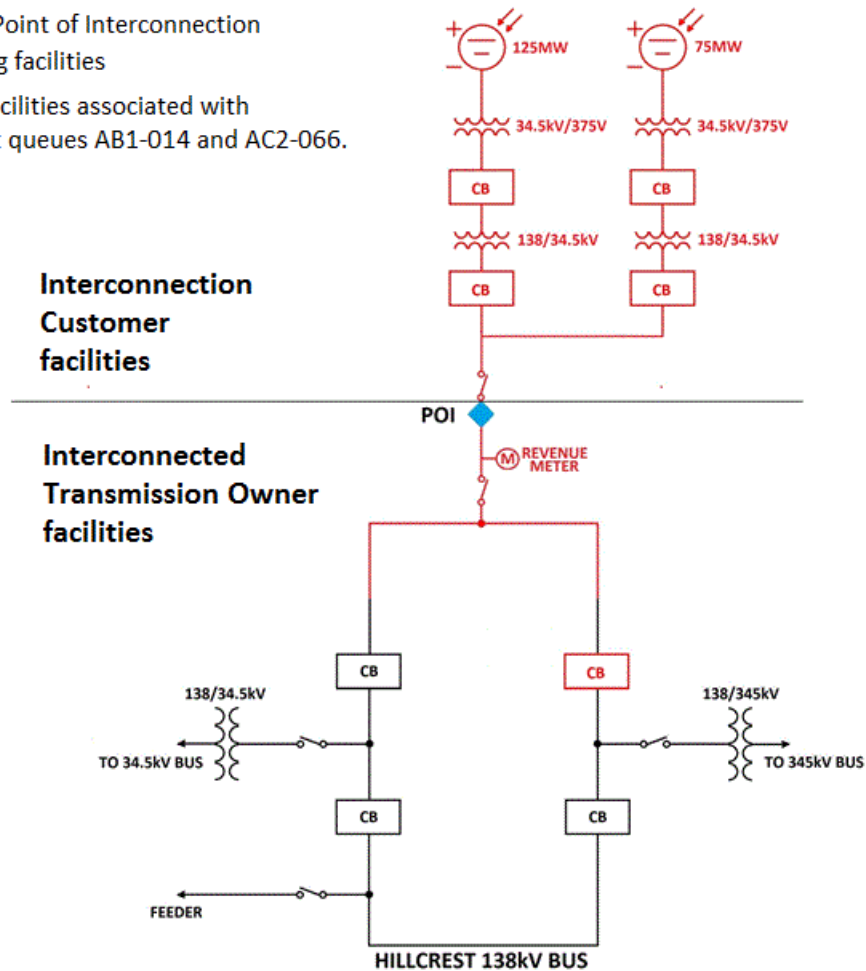 Point of Interconnection
facilities
facilities associated with
queues AB1-014 and AC2-066.
+
125MW
−
+
75MW
−
34.5kV/375V
34.5kV/375V
CB
CB
138/34.5kV
138/34.5kV
CB
CB
Interconnection
Customer
facilities
POI
M REVENUE
METER
Interconnected
Transmission Owner
facilities
CB
CB
138/34.5kV
138/345kV
TO 34.5kV BUS
TO 345kV BUS
CB
CB
FEEDER
HILLCREST 138kV BUS